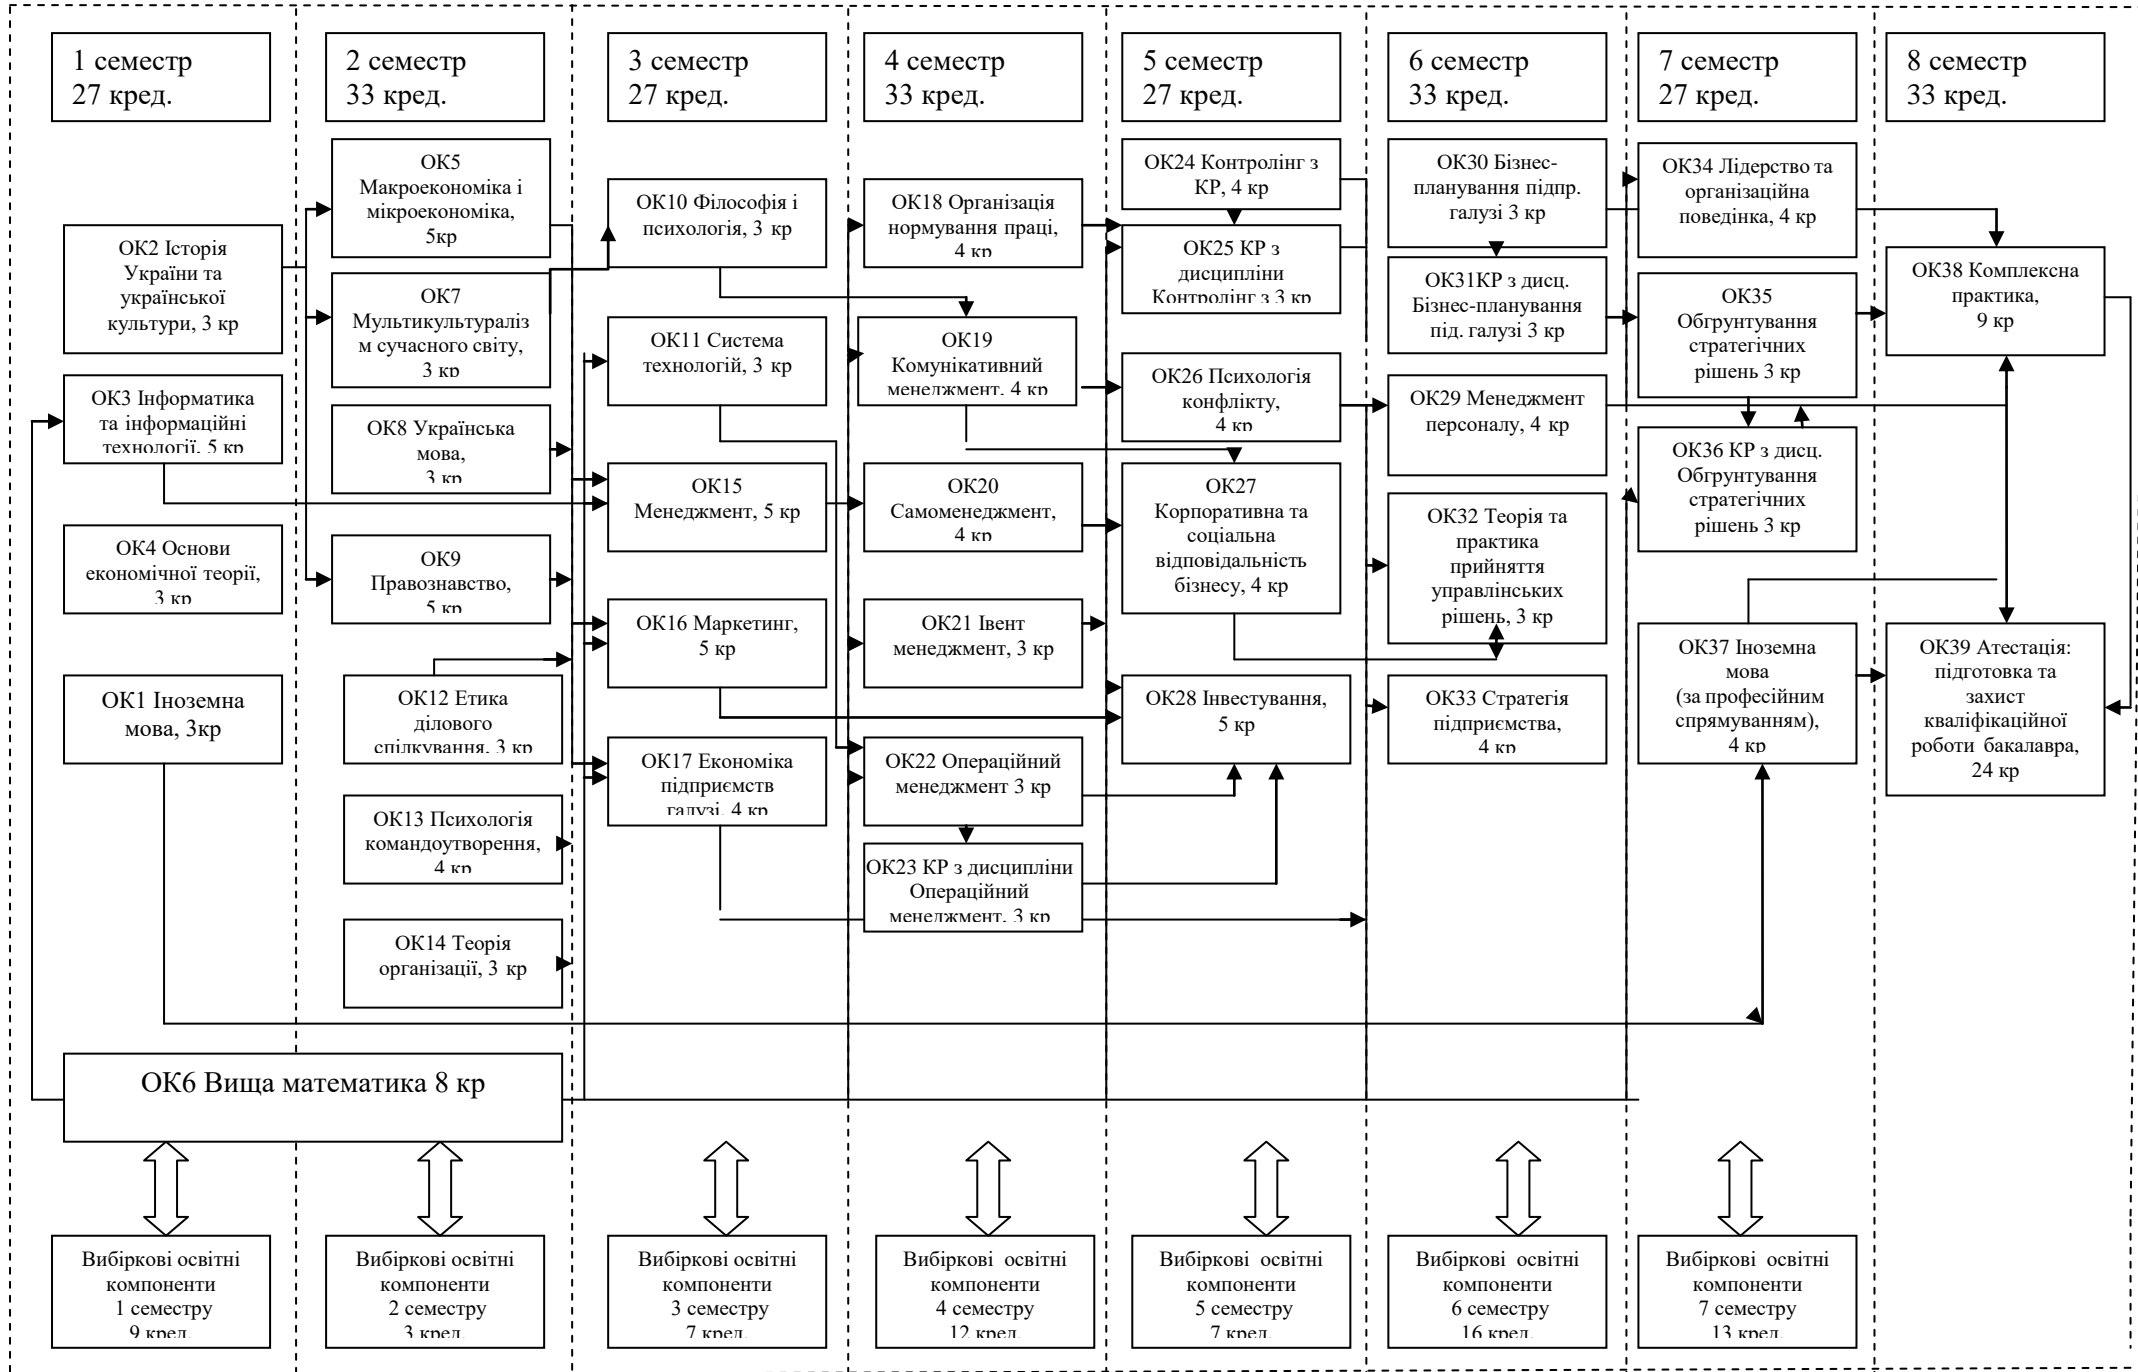 1 семестр
27 кред.
2 семестр
33 кред.
3 семестр
27 кред.
4 семестр
33 кред.
5 семестр
27 кред.
6 семестр
33 кред.
7 семестр
27 кред.
8 семестр
33 кред.
ОК2 Історія
України та
української
культури, 3 кр
ОК3 Інформатика
та інформаційні
технології, 5 кр
ОК4 Основи
економічної теорії,
3 кр
ОК1 Іноземна
мова, 3кр
ОК6 Вища математика 8 кр
ОК5
Макроекономіка і
мікроекономіка,
5кр
ОК7
Мультикультураліз
м сучасного світу,
3 кр
ОК8 Українська
мова,
3 кр
ОК9
Правознавство,
5 кр
ОК12 Етика
ділового
спілкування, 3 кр
ОК13 Психологія
командоутворення,
4 кр
ОК14 Теорія
організації, 3 кр
ОК10 Філософія і
психологія, 3 кр
ОК11 Система
технологій, 3 кр
ОК15
Менеджмент, 5 кр
ОК16 Маркетинг,
5 кр
ОК17 Економіка
підприємств
галузі, 4 кр
ОК18 Організація
нормування праці,
4 кр
ОК19
Комунікативний
менеджмент, 4 кр
ОК20
Самоменеджмент,
4 кр
ОК21 Івент
менеджмент, 3 кр
ОК22 Операційний
менеджмент 3 кр
ОК23 КР з дисципліни
Операційний
менеджмент, 3 кр
ОК24 Контролінг з
КР, 4 кр
ОК25 КР з
дисципліни
Контролінг з 3 кр
ОК26 Психологія
конфлікту,
4 кр
ОК27
Корпоративна та
соціальна
відповідальність
бізнесу, 4 кр
ОК28 Інвестування,
5 кр
ОК30 Бізнес-
планування підпр.
галузі 3 кр
ОК31КР з дисц.
Бізнес-планування
під. галузі 3 кр
ОК29 Менеджмент
персоналу, 4 кр
ОК32 Теорія та
практика
прийняття
управлінських
рішень, 3 кр
ОК33 Стратегія
підприємства,
4 кр
ОК34 Лідерство та
організаційна
поведінка, 4 кр
ОК35
Обгрунтування
стратегічних
рішень 3 кр
ОК36 КР з дисц.
Обгрунтування
стратегічних
рішень 3 кр
ОК37 Іноземна
мова
(за професійним
спрямуванням),
4 кр
ОК38 Комплексна
практика,
9 кр
ОК39 Атестація:
підготовка та
захист
кваліфікаційної
роботи бакалавра,
24 кр
Вибіркові освітні
компоненти
1 семестру
9 кред.
Вибіркові освітні
компоненти
2 семестру
3 кред.
Вибіркові освітні
компоненти
3 семестру
7 кред.
Вибіркові освітні
компоненти
4 семестру
12 кред.
Вибіркові освітні
компоненти
5 семестру
7 кред.
Вибіркові освітні
компоненти
6 семестру
16 кред.
Вибіркові освітні
компоненти
7 семестру
13 кред.